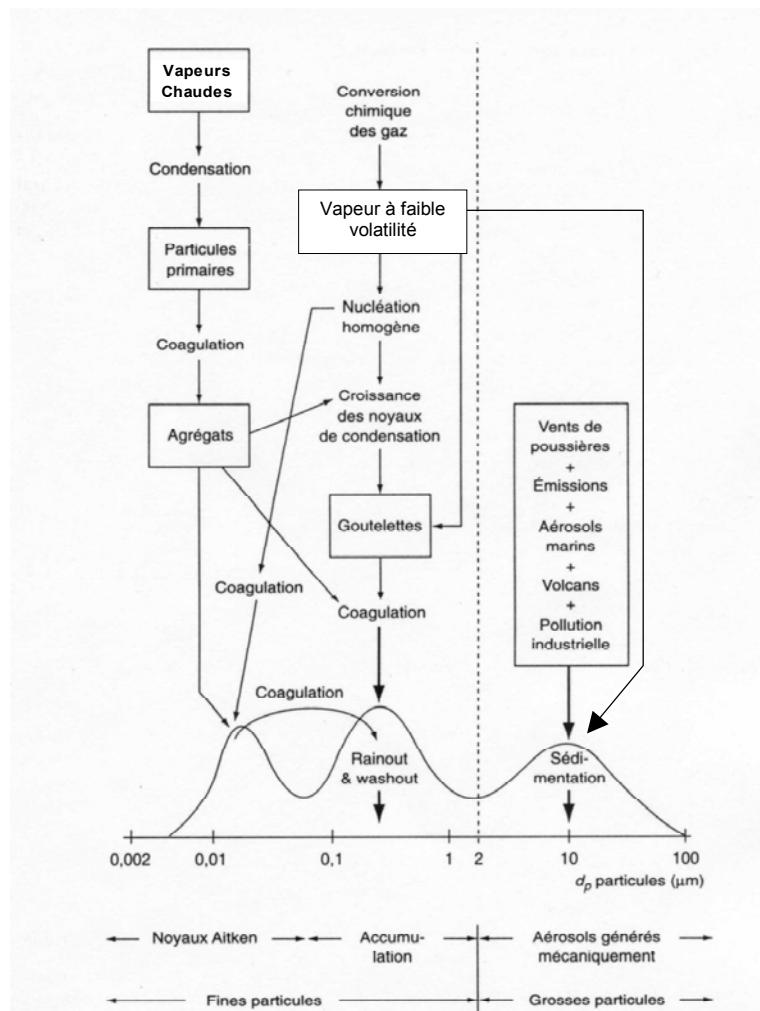 Vapeurs
Chaudes
Condensation
Particules
primaires
Coagulation
Agrégats
Conversion
chimique
des gaz
Vapeur à faible
volatilité
Nucléation
homogène
Croissance
des noyaux
de condensation
Goutelettes
Coagulation
Coagulation
Vents de
poussières
+
Émissions
+
Aérosols
marins
+
Volcans
+
Pollution
industrielle
Coagulation
Rainout
& washout
Sédi-
mentation
0,002
0,01
0,1
1
2
10
100
dp particules (µm)
Noyaux Aitken
Accumu-
lation
Aérosols générés
mécaniquement
Fines particules
Grosses particules